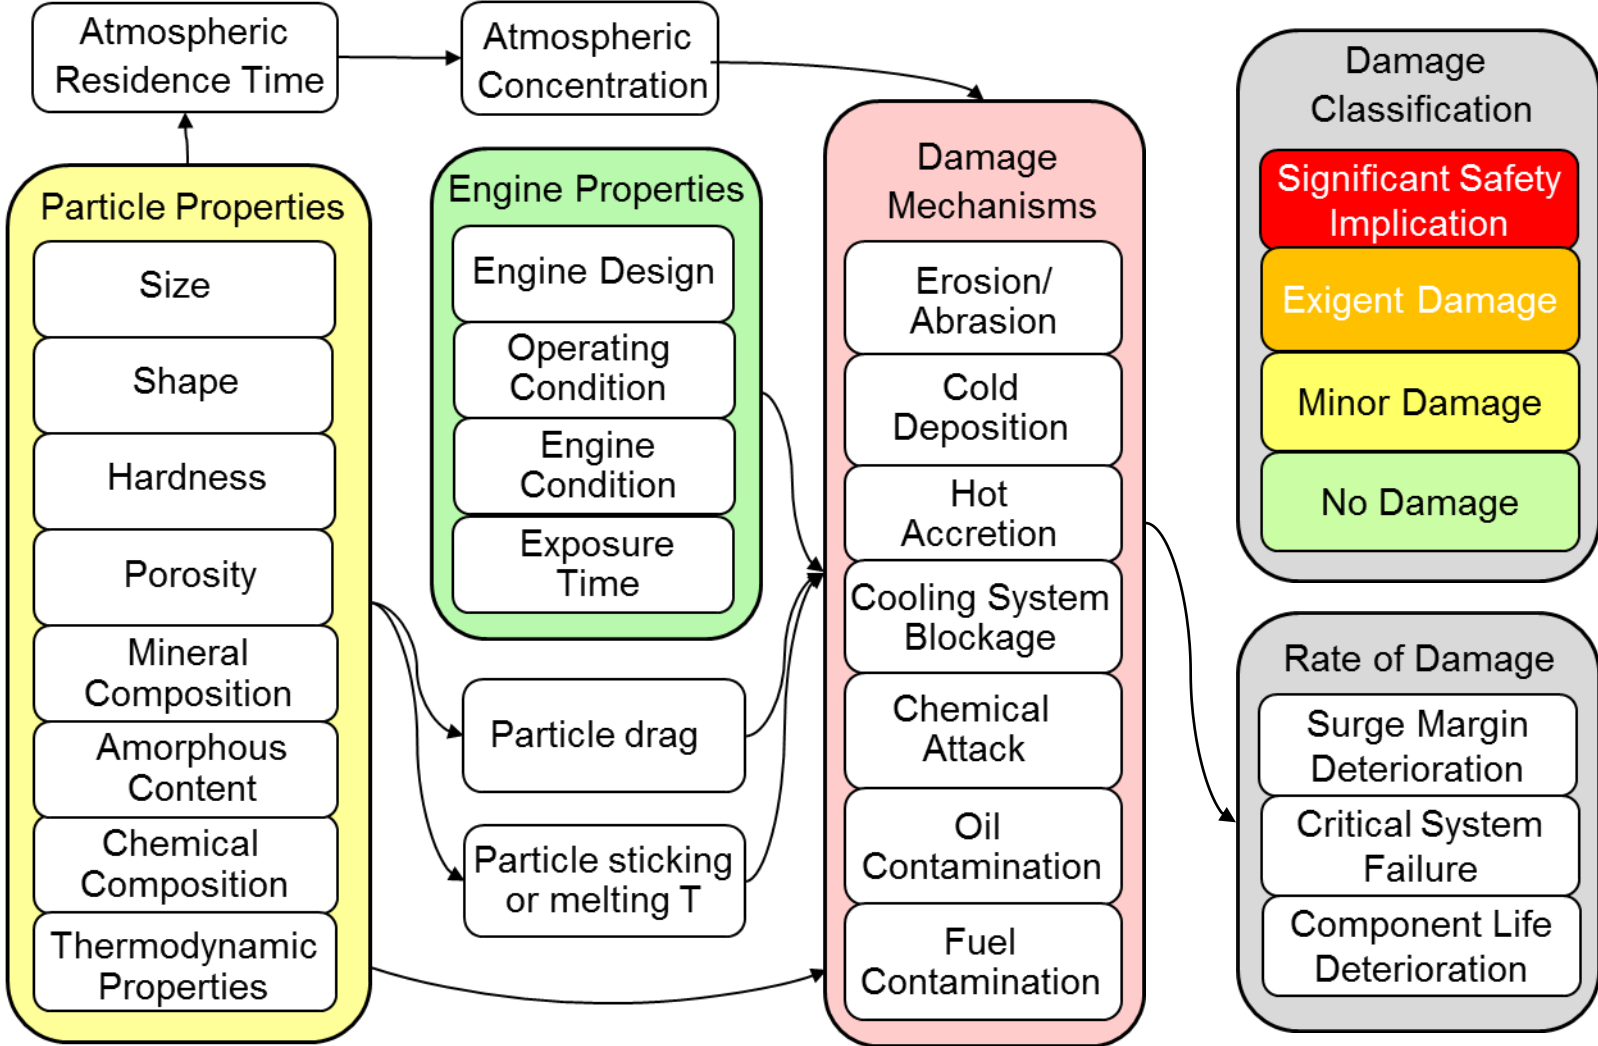 Atmospheric
Residence Time
Atmospheric
Concentration
Particle Properties
Size
Shape
Hardness
Porosity
Mineral
Composition
Amorphous
Content
Chemical
Composition
Thermodynamic
Properties
Engine Properties
Engine Design
Operating
Condition
Engine
Condition
Exposure
Time
Particle drag
Particle sticking
or melting T
Damage
Mechanisms
Erosion/
Abrasion
Cold
Deposition
Hot
Accretion
Cooling System
Blockage
Chemical
Attack
Oil
Contamination
Fuel
Contamination
Damage
Classification
Significant Safety
Implication
Exigent Damage
Minor Damage
No Damage
Rate of Damage
Surge Margin
Deterioration
Critical System
Failure
Component Life
Deterioration